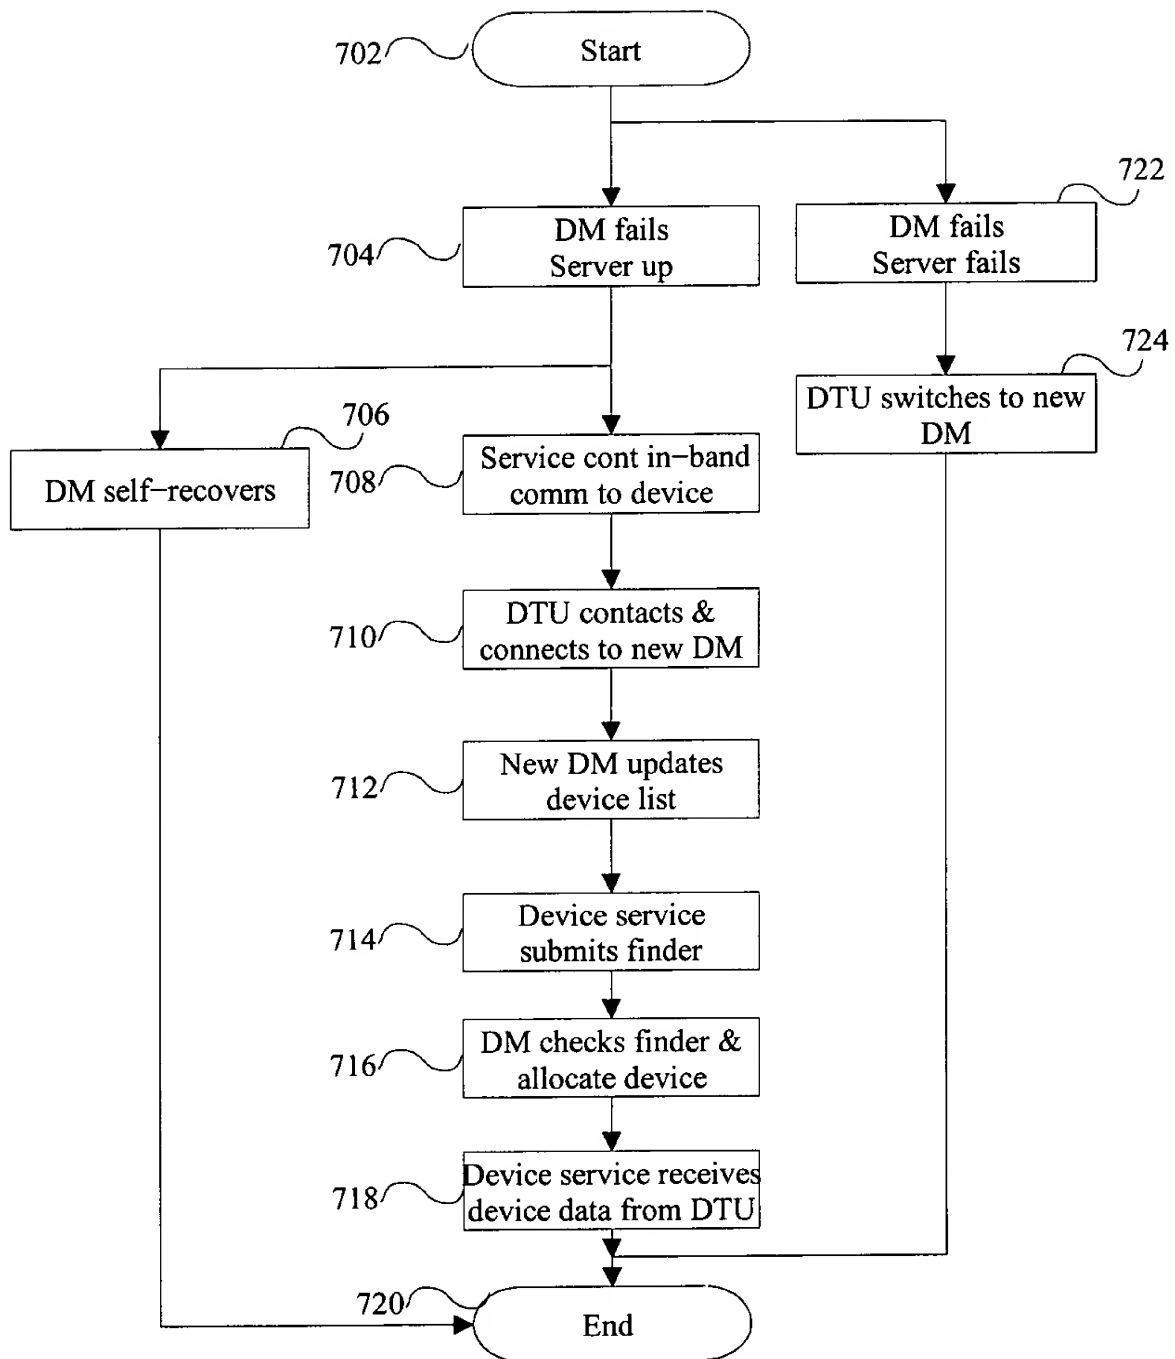 702
Start
722
704
DM fails
Server up
DM fails
Server fails
724
706
DTU switches to new
DM
DM self-recovers
708
Service cont in-band
comm to device
710
DTU contacts &
connects to new DM
712
New DM updates
device list
714
Device service
submits finder
716
DM checks finder &
allocate device
718
Device service receives
device data from DTU
720
End